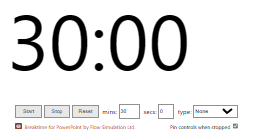 30:00
Start Stop Reset mins: 30 secs: 0 type: None
Breaktime for PowerPoint by Flow Simulation Ltd. Pin controls when stopped